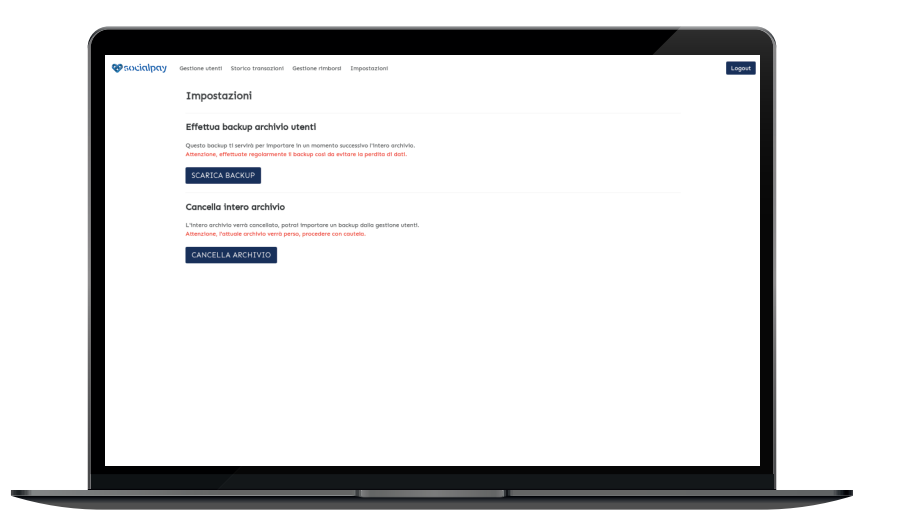 socialpay
Gestione utenti Storico transazioni Gestione rimborsi Impostazioni
Logout
Impostazioni
Effettua backup archivio utenti
Questo backup ti servirà per importare in un momento successivo l'intero archivio.
Attenzione, effettuate regolarmente il backup così da evitare la perdita di dati.
SCARICA BACKUP
Cancella intero archivio
L'intero archivio verrà cancellato, potrai importare un backup dalla gestione utenti.
Attenzione, l'attuale archivio verrà perso, procedere con cautela.
CANCELLA ARCHIVIO